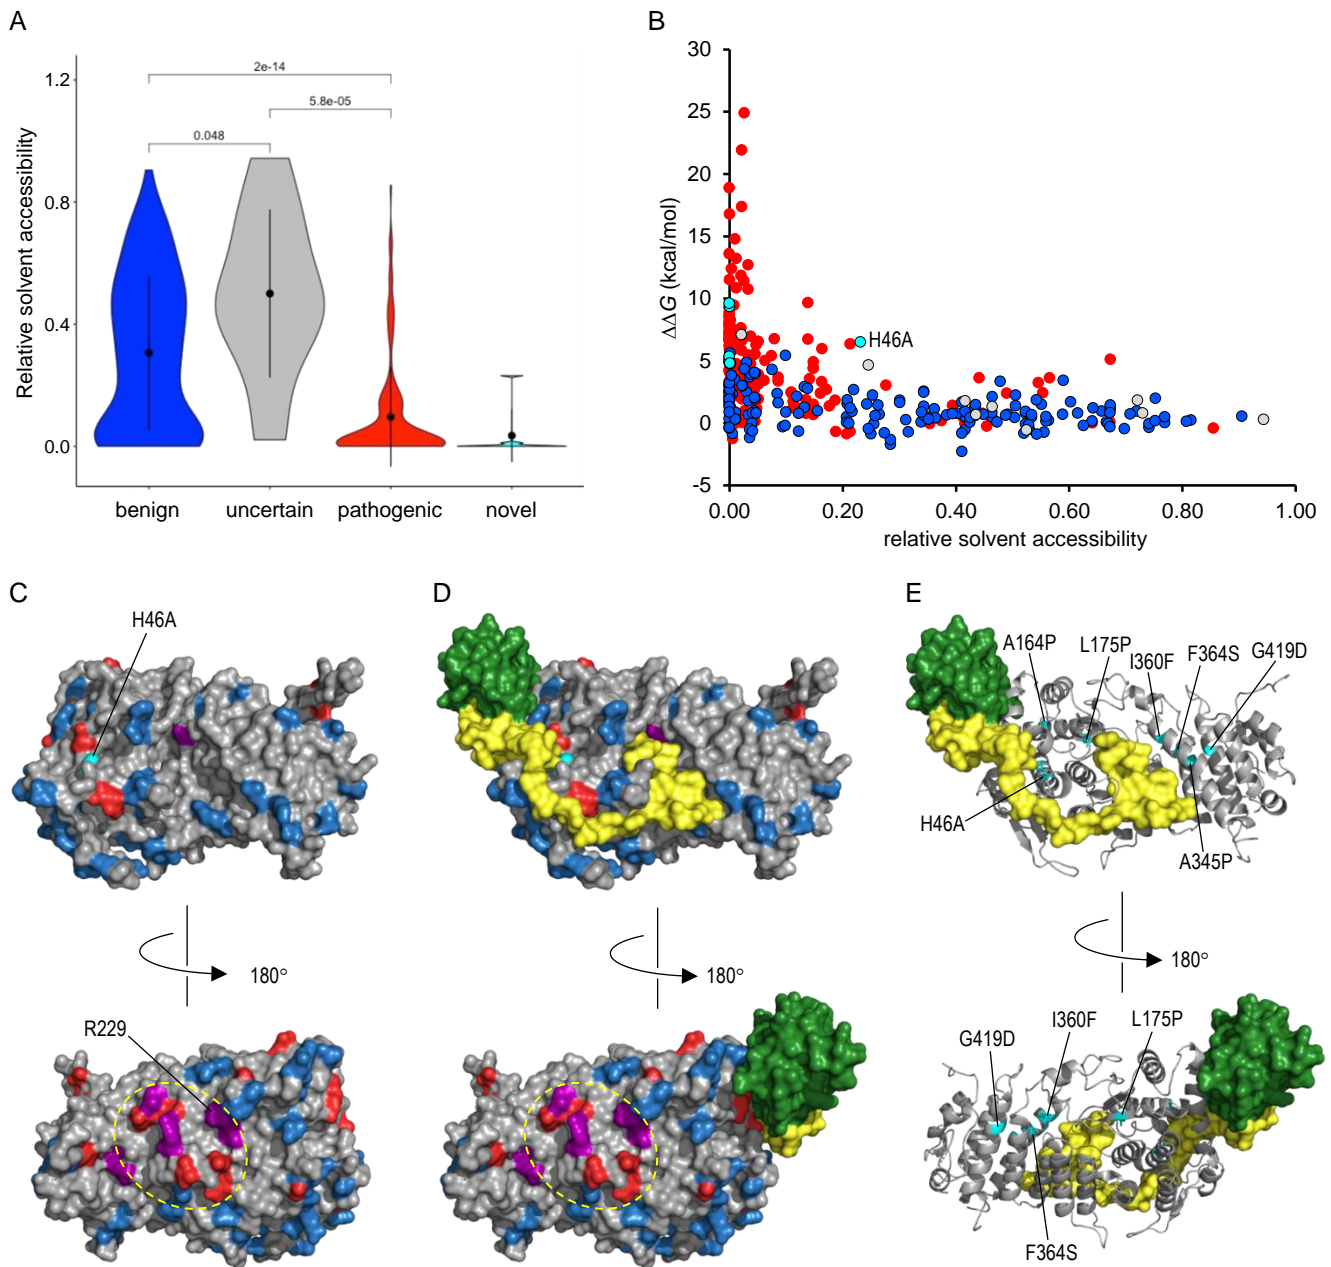 A
Relative solvent accessibility
1.2
0.8
0.4
0.0
2e-14
5.8e-05
0.048
benign
uncertain
pathogenic
novel
B
ΔΔG (kcal/mol)
30
25
20
15
10
5
0
-5
H46A
0.00
0.20
0.40
0.60
0.80
1.00
relative solvent accessibility
C
H46A
180°
R229
D
180°
E
A164P
L175P
I360F
F364S
G419D
H46A
A345P
180°
G419D
I360F
L175P
F364S